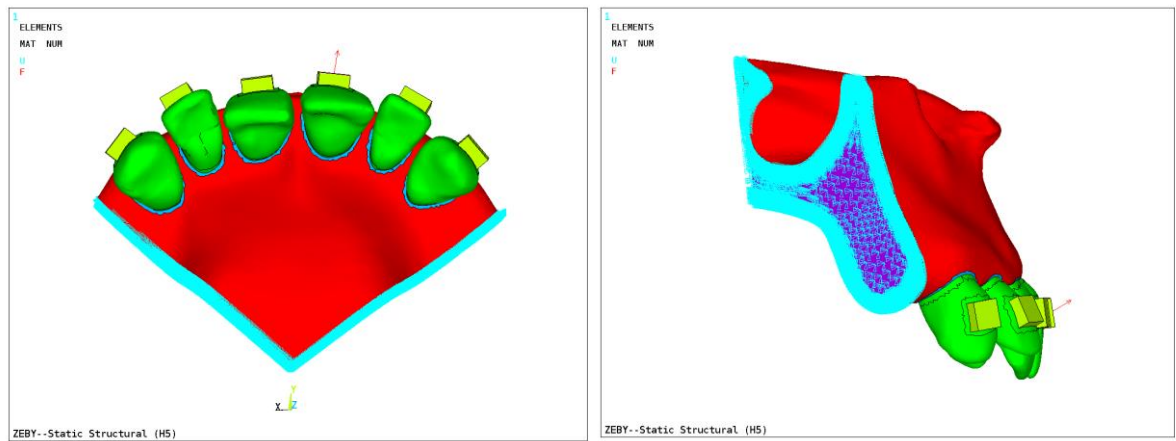 1
ELEMENTS
MAT NUM
U
F
X
Y
Z
ZEBY--Static Structural (H5)
1
ELEMENTS
MAT NUM
U
F
ZEBY--Static Structural (H5)